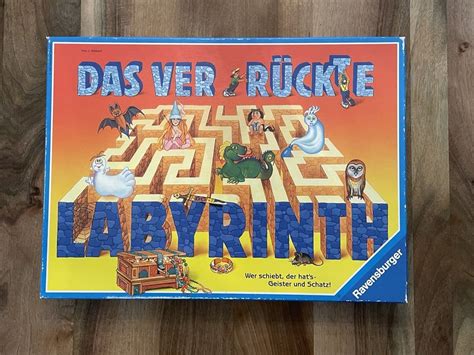 DAS VER RÜCKTE
LABYRINTH
Wer schiebt, der hat's-
Geister und Schatz!
Ravensburger